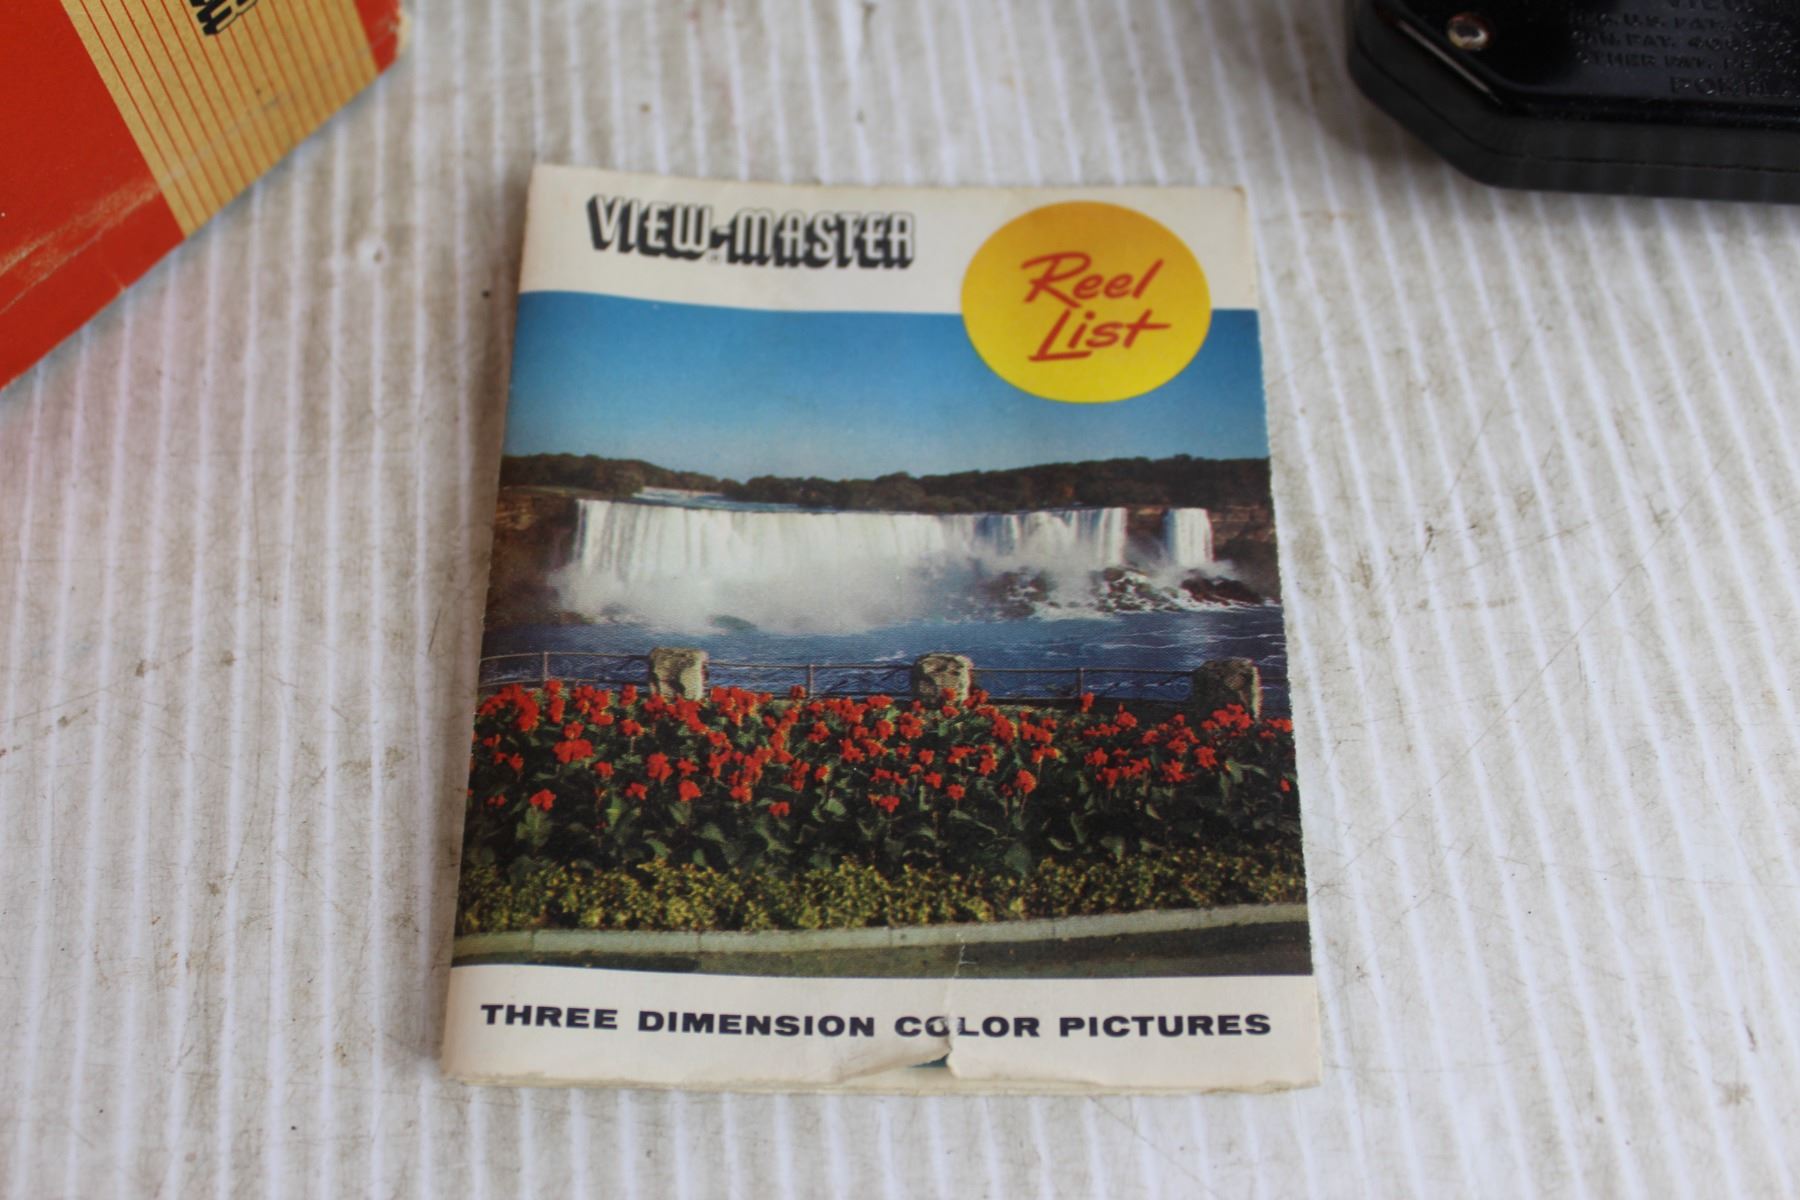 VIEW-MASTER
Reel
List
THREE DIMENSION COLOR PICTURES